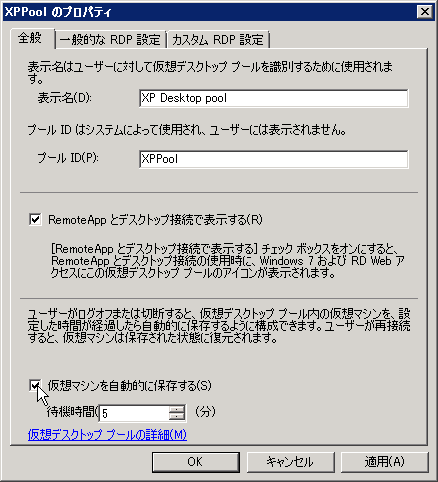 XPPool のプロパティ
全般
一般的な RDP 設定
カスタム RDP 設定
表示名はユーザーに対して仮想デスクトップ プールを識別するために使用されま
す。
表示名(D):
XP Desktop pool
プール ID はシステムによって使用され、ユーザーには表示されません。
プール ID(P):
XPPool
RemoteApp とデスクトップ接続で表示する(R)
[RemoteApp とデスクトップ接続で表示する] チェック ボックスをオンにすると、
RemoteApp とデスクトップ接続の使用時に、Windows 7 および RD Web ア
クセスにこの仮想デスクトップ プールのアイコンが表示されます。
ユーザーがログオフまたは切断すると、仮想デスクトップ プール内の仮想マシンを、設
定した時間が経過したら自動的に保存するように構成できます。ユーザーが再接続
すると、仮想マシンは保存された状態に復元されます。
仮想マシンを自動的に保存する(S)
待機時間(
5
(分)
仮想デスクトップ プールの詳細(M)
OK
キャンセル
適用(A)